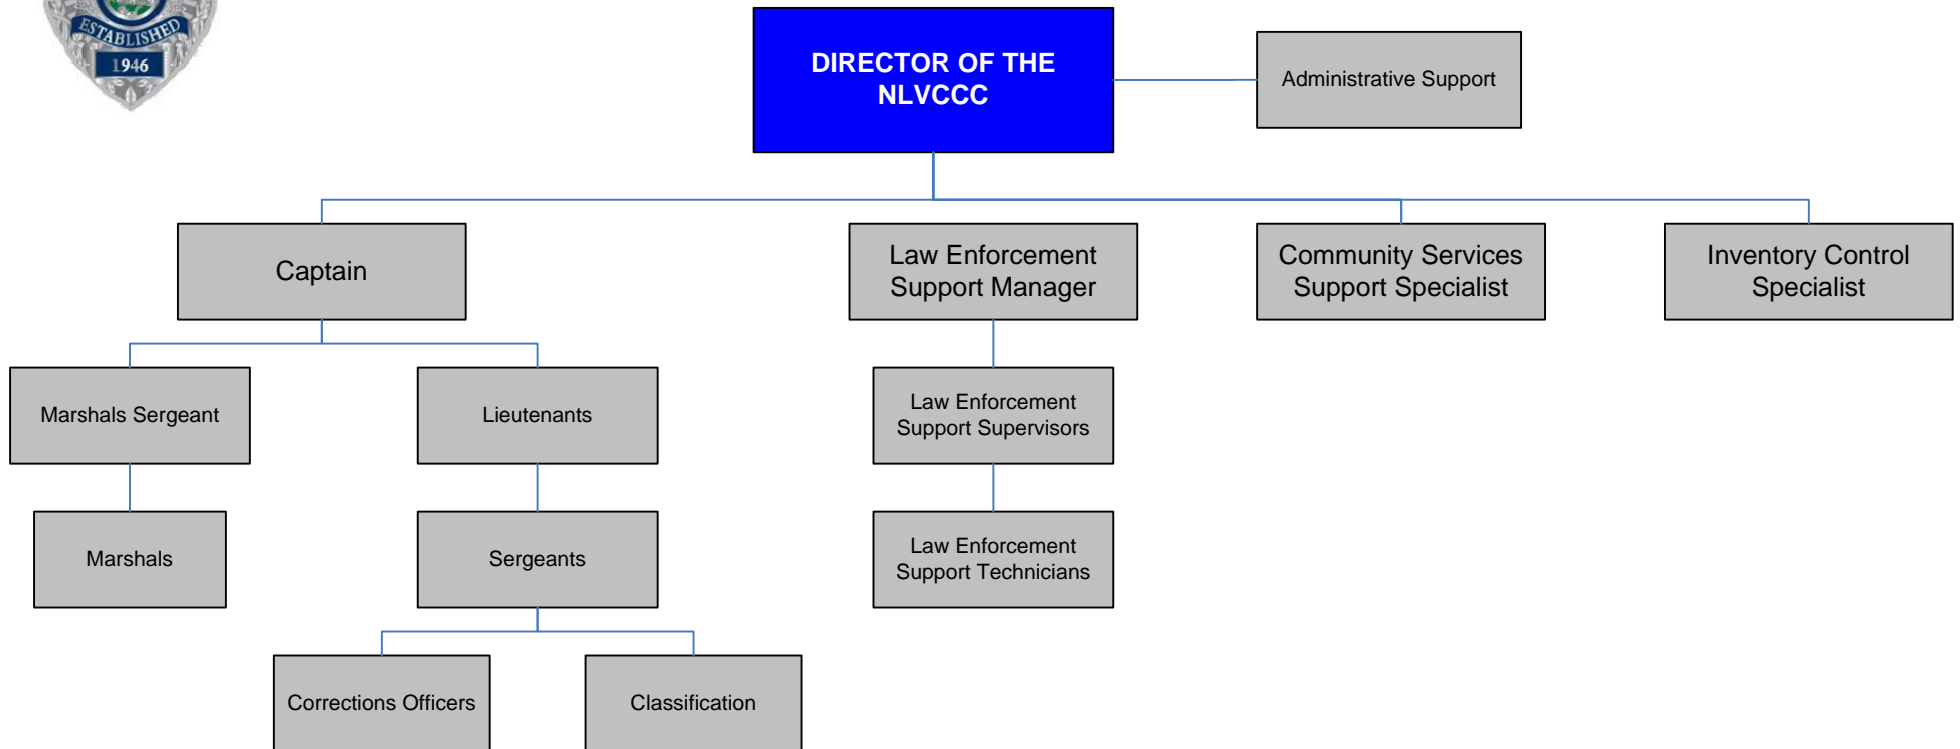 ESTABLISHED
1946
DIRECTOR OF THE
NLVCCC
Administrative Support
Captain
Law Enforcement
Support Manager
Community Services
Support Specialist
Inventory Control
Specialist
Marshals Sergeant
Lieutenants
Law Enforcement
Support Supervisors
Marshals
Sergeants
Law Enforcement
Support Technicians
Corrections Officers
Classification